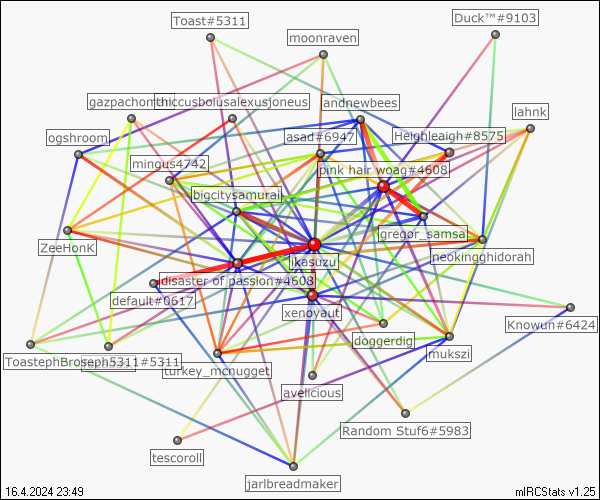 Toast#5311
Duck™#9103
moonraven
gazpachom
thiccusbolusalexusjoneus
andnewbees
lahnk
ogshroom
asad#6947
Heighleaigh#8575
mingus4742
pink hair woag#4608
bigcitysamurai
gregor_samsa
ZeeHonK
ikasuzu
neokingghidorah
disaster of passion#4608
default#0617
xenoyaut
Knowun#6424
doggerdig
ToastephBroseph5311#5311
mukszi
turkey_mcnugget
avelicious
Random Stuf6#5983
tescoroll
jarlbreadmaker
16.4.2024 23:49
mIRCStats v1.25